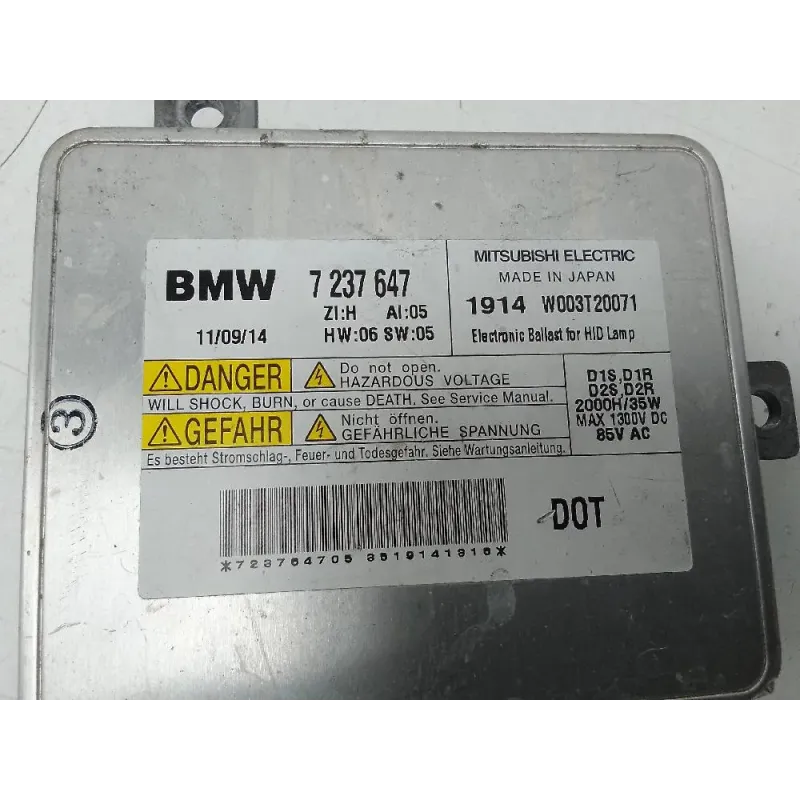 BMW 7 237 647
ZI:H AI:05
11/09/14 HW:06 SW:05
MITSUBISHI ELECTRIC
MADE IN JAPAN
1914 W003T20071
Electronic Ballast for HID Lamp
DANGER Do not open.
HAZARDOUS VOLTAGE
WILL SHOCK, BURN, or cause DEATH. See Service Manual.
GEFAHR Nicht öffnen.
GEFÄHRLICHE SPANNUNG
Es besteht Stromschlag-, Feuer- und Todesgefahr. Siehe Wartungsanleitung.
D1S,D1R
D2S,D2R
2000H/35W
MAX 1300V DC
85V AC
3
DOT
*723764705 3519141316*